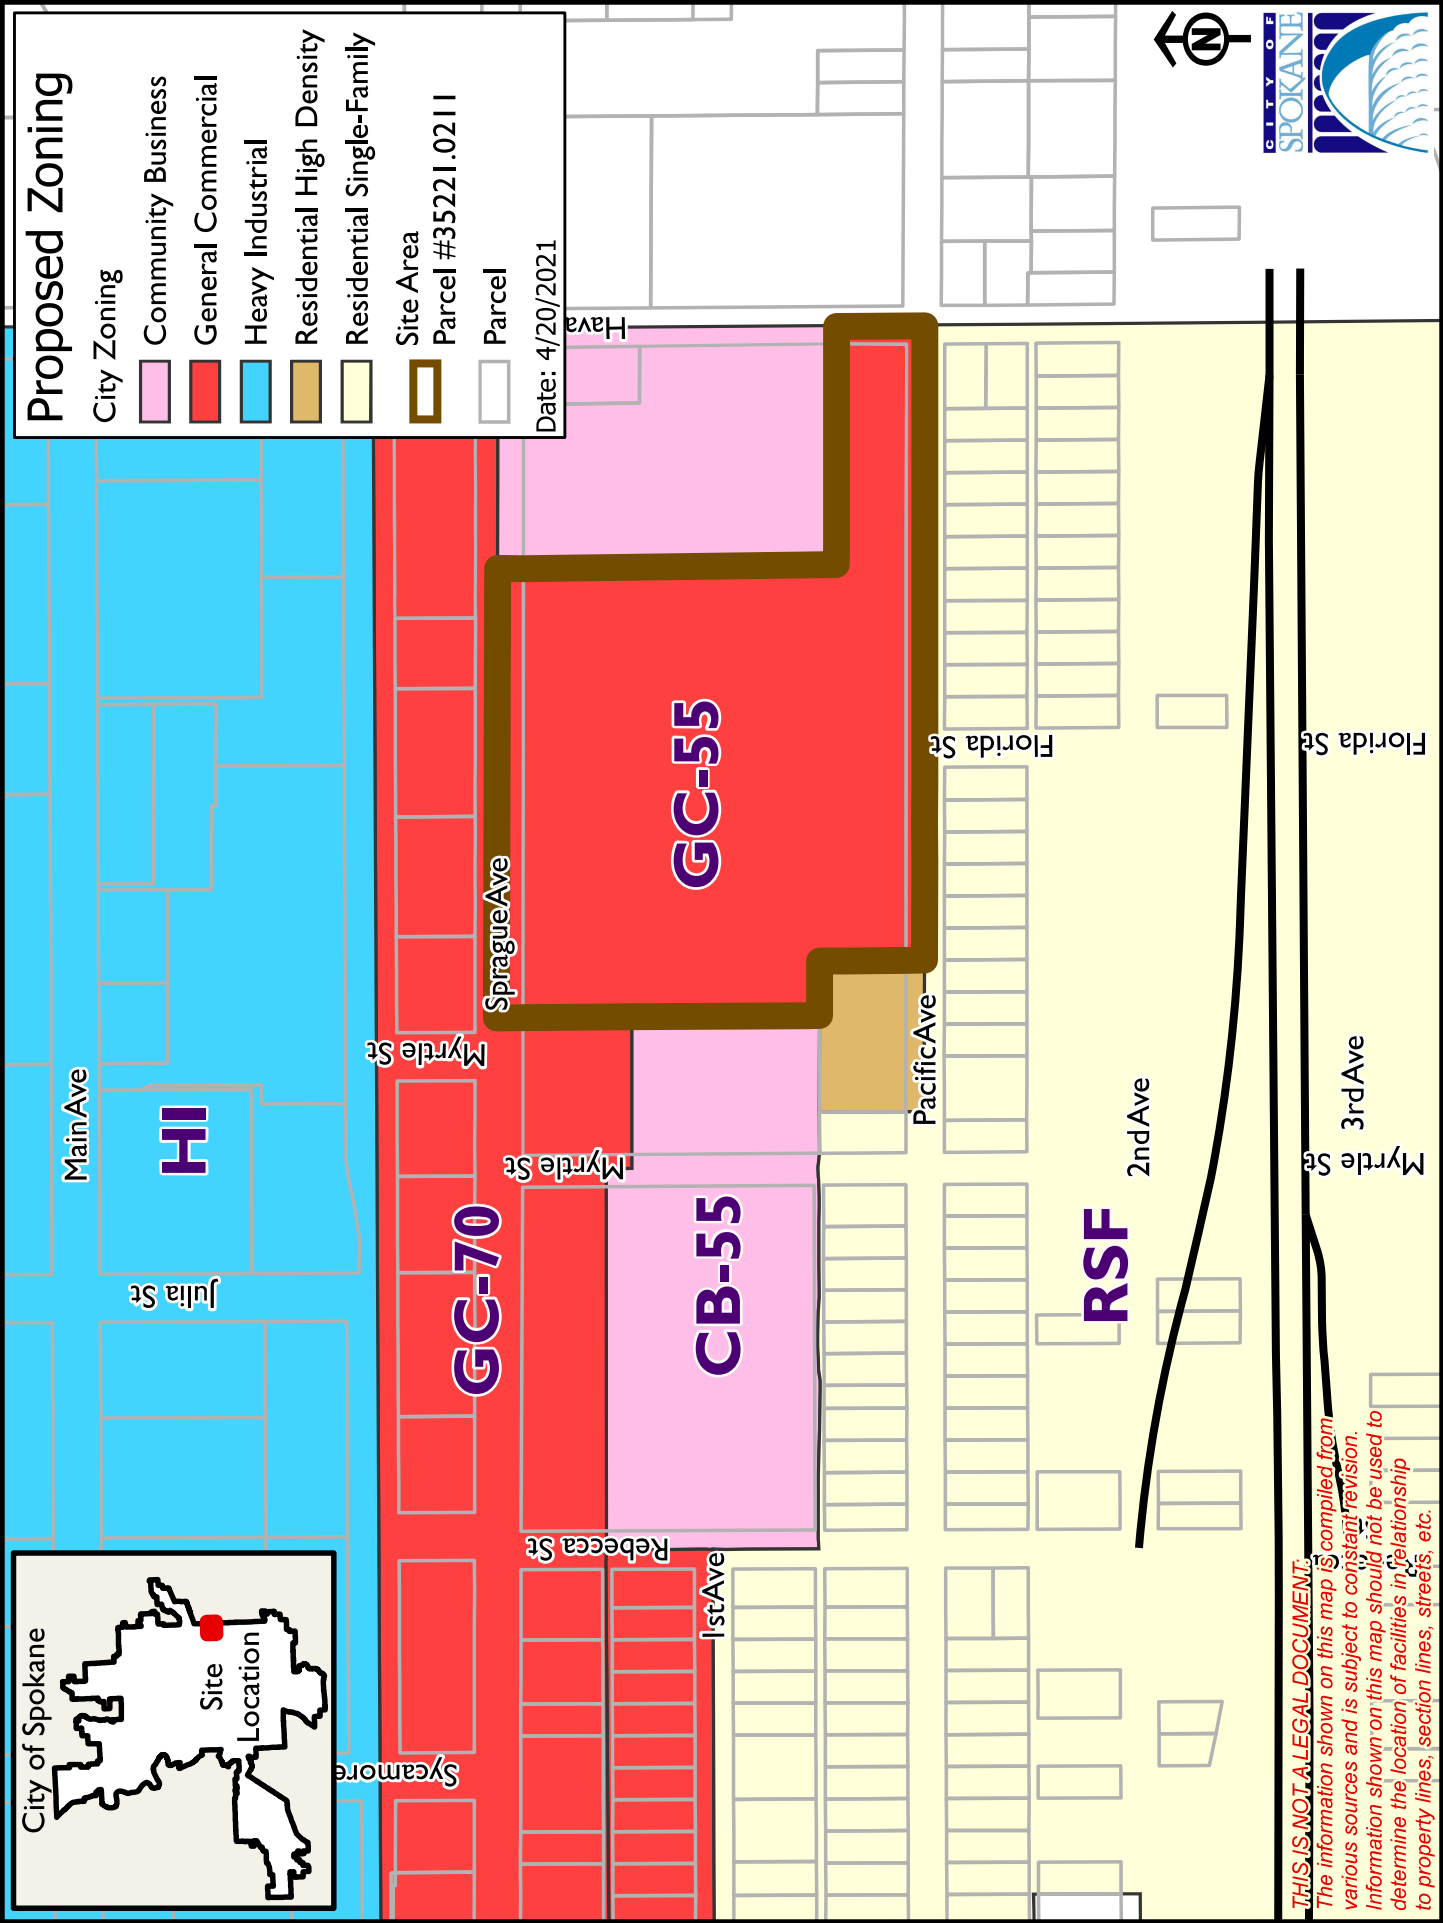 Proposed Zoning
City Zoning
Community Business
General Commercial
Heavy Industrial
Residential High Density
Residential Single-Family
Site Area
Parcel #35221.0211
Parcel
Date: 4/20/2021
City of Spokane
Site
Location
N
CITY OF
SPOKANE
Main Ave
HI
Julia St
Sycamore
Myrtle St
GC-70
Sprague Ave
Hava
Myrtle St
Rebecca St
GC-55
CB-55
1st Ave
Pacific Ave
Florida St
RSF
2nd Ave
3rd Ave
Florida St
Myrtle St
THIS IS NOT A LEGAL DOCUMENT:
The information shown on this map is compiled from
various sources and is subject to constant revision.
Information shown on this map should not be used to
determine the location of facilities in relationship
to property lines, section lines, streets, etc.